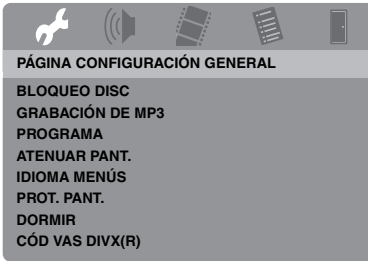 PÁGINA CONFIGURACIÓN GENERAL
BLOQUEO DISC
GRABACIÓN DE MP3
PROGRAMA
ATENUAR PANT.
IDIOMA MENÚS
PROT. PANT.
DORMIR
CÓD VAS DIVX(R)